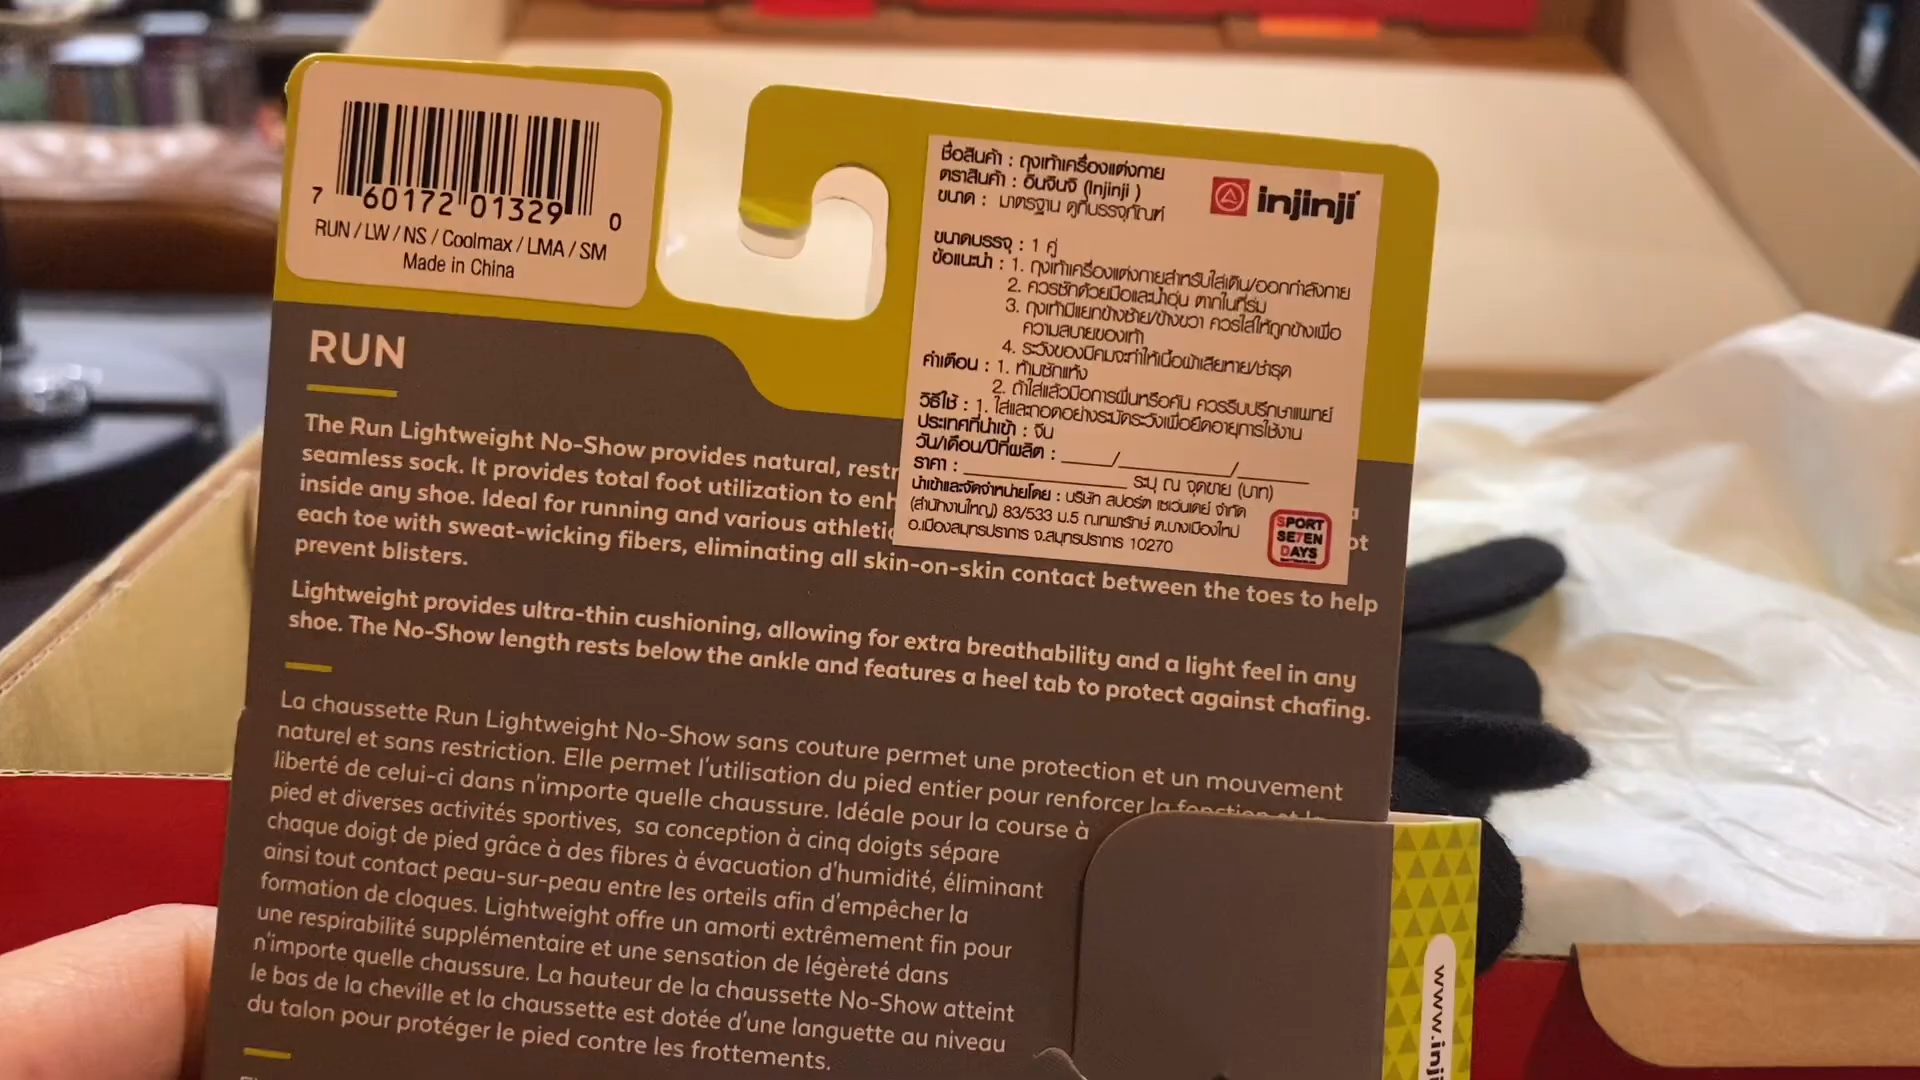 7 60172 01329 0
RUN / LW / NS / Coolmax / LMA / SM
Made in China
ชื่อสินค้า : ถุงเท้าเครื่องแต่งกาย
ตราสินค้า : อินจินจิ (Injinji )
ขนาด : มาตรฐาน ดูที่บรรจุภัณฑ์
injinji
ขนาดบรรจุ : 1 คู่
ข้อแนะนำ : 1. ถุงเท้าเครื่องแต่งกายสำหรับใส่เดิน/ออกกำลังกาย
2. ควรซักด้วยมือและน้ำอุ่น ตากในที่ร่ม
3. ถุงเท้ามีแยกข้างซ้าย/ข้างขวา ควรใส่ให้ถูกข้างเพื่อ
ความสบายของเท้า
4. ระวังของมีคมจะทำให้เนื้อผ้าเสียหาย/ชำรุด
คำเตือน : 1. ห้ามซักแห้ง
2. ถ้าใส่แล้วมีอาการผื่นหรือคัน ควรรีบปรึกษาแพทย์
วิธีใช้ : 1. ใส่และถอดอย่างระมัดระวังเพื่อยืดอายุการใช้งาน
ประเทศที่นำเข้า : จีน
วัน/เดือน/ปีที่ผลิต : _____/__________/______
ราคา : ______________ ระบุ ณ จุดขาย (บาท)
นำเข้าและจัดจำหน่ายโดย : บริษัท สปอร์ต เซเว่นเดย์ จำกัด
(สำนักงานใหญ่) 83/533 ม.5 ถ.เทพารักษ์ ต.บางเมืองใหม่
อ.เมืองสมุทรปราการ จ.สมุทรปราการ 10270
SPORT
SE7EN
DAYS
RUN
The Run Lightweight No-Show provides natural, restr
seamless sock. It provides total foot utilization to enh
inside any shoe. Ideal for running and various athletic
each toe with sweat-wicking fibers, eliminating all skin-on-skin contact between the toes to help
prevent blisters.
Lightweight provides ultra-thin cushioning, allowing for extra breathability and a light feel in any
shoe. The No-Show length rests below the ankle and features a heel tab to protect against chafing.
La chaussette Run Lightweight No-Show sans couture permet une protection et un mouvement
naturel et sans restriction. Elle permet l'utilisation du pied entier pour renforcer la fonction et la
liberté de celui-ci dans n'importe quelle chaussure. Idéale pour la course à
pied et diverses activités sportives, sa conception à cinq doigts sépare
chaque doigt de pied grâce à des fibres à évacuation d'humidité, éliminant
ainsi tout contact peau-sur-peau entre les orteils afin d'empêcher la
formation de cloques. Lightweight offre un amorti extrêmement fin pour
une respirabilité supplémentaire et une sensation de légèreté dans
n'importe quelle chaussure. La hauteur de la chaussette No-Show atteint
le bas de la cheville et la chaussette est dotée d'une languette au niveau
du talon pour protéger le pied contre les frottements.
www.inji